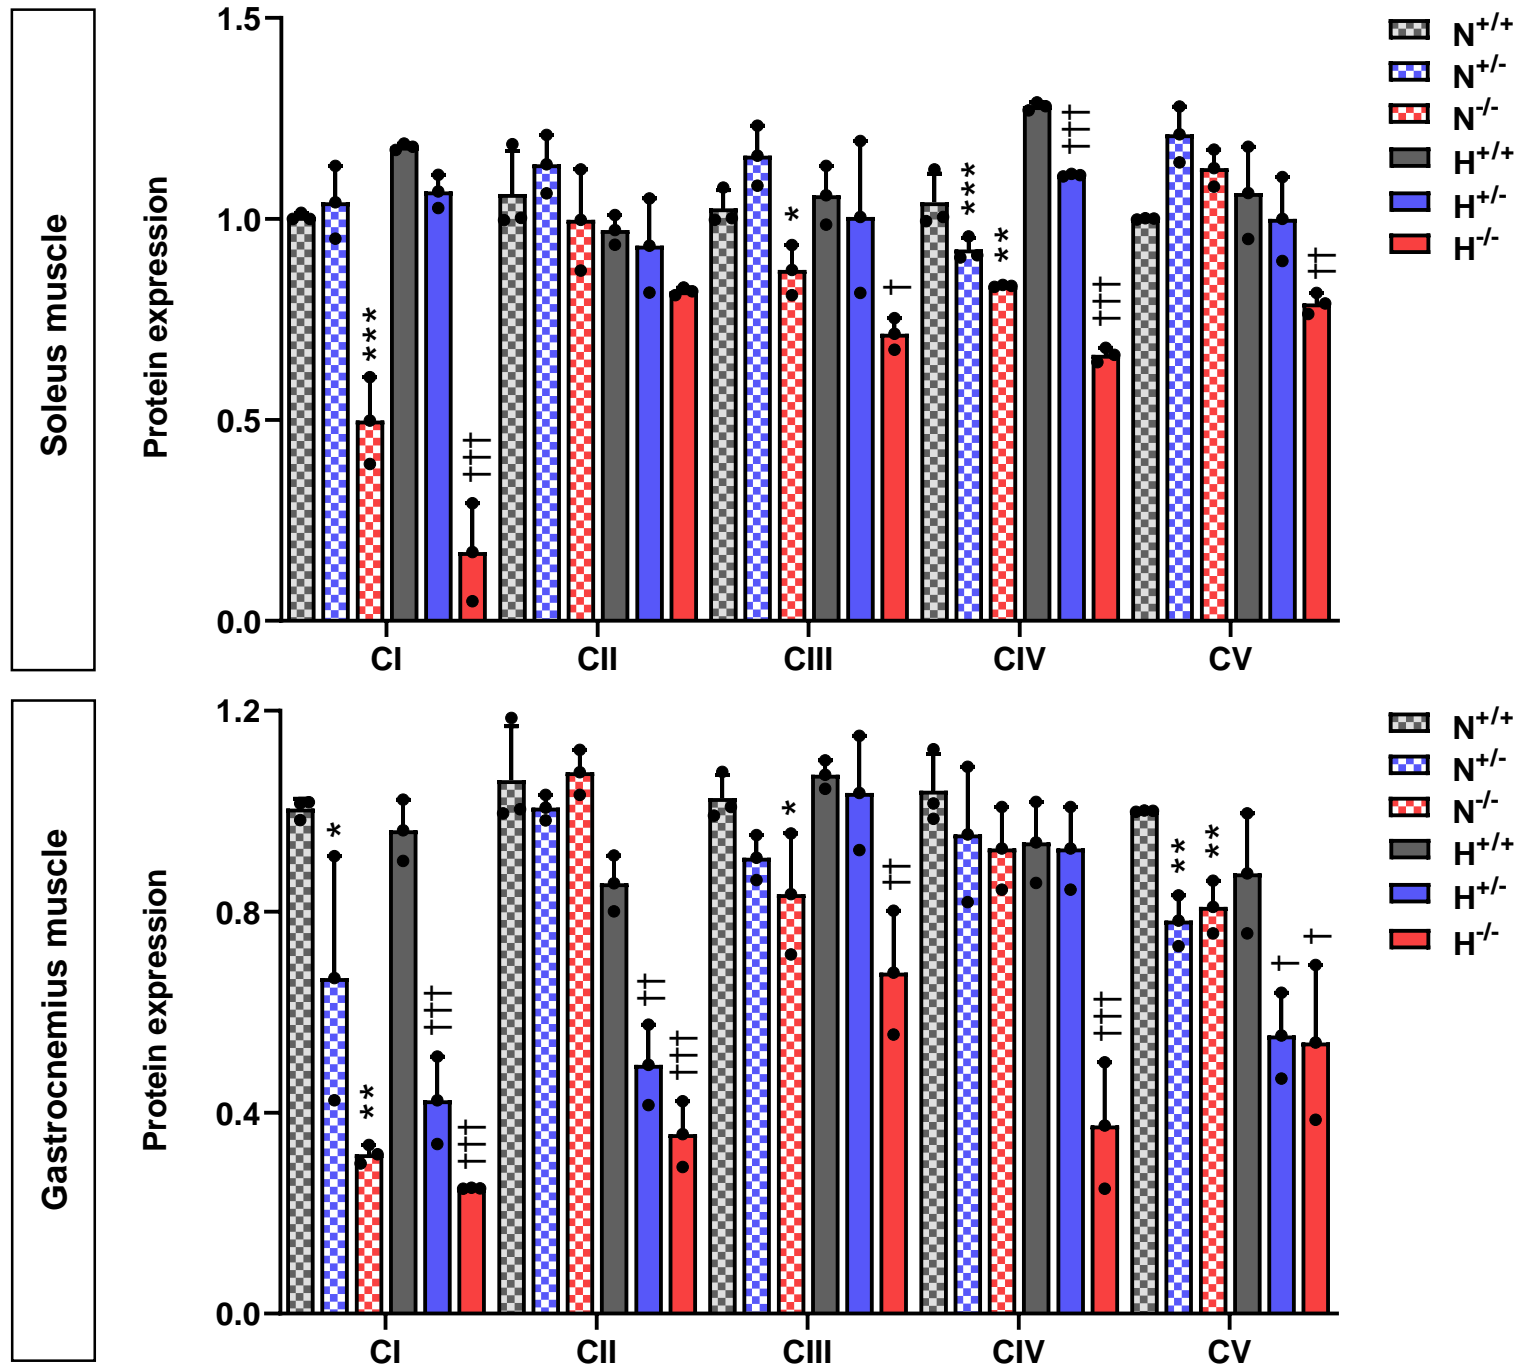 Soleus muscle
Protein expression
1.5
1.0
0.5
0.0
***
†††
*
†
***
**
†††
†††
††
CI CII CIII CIV CV
N+/+
N+/-
N-/-
H+/+
H+/-
H-/-
Gastrocnemius muscle
Protein expression
1.2
0.8
0.4
0.0
*
**
†††
†††
††
†††
*
††
†††
**
**
†
†
CI CII CIII CIV CV
N+/+
N+/-
N-/-
H+/+
H+/-
H-/-